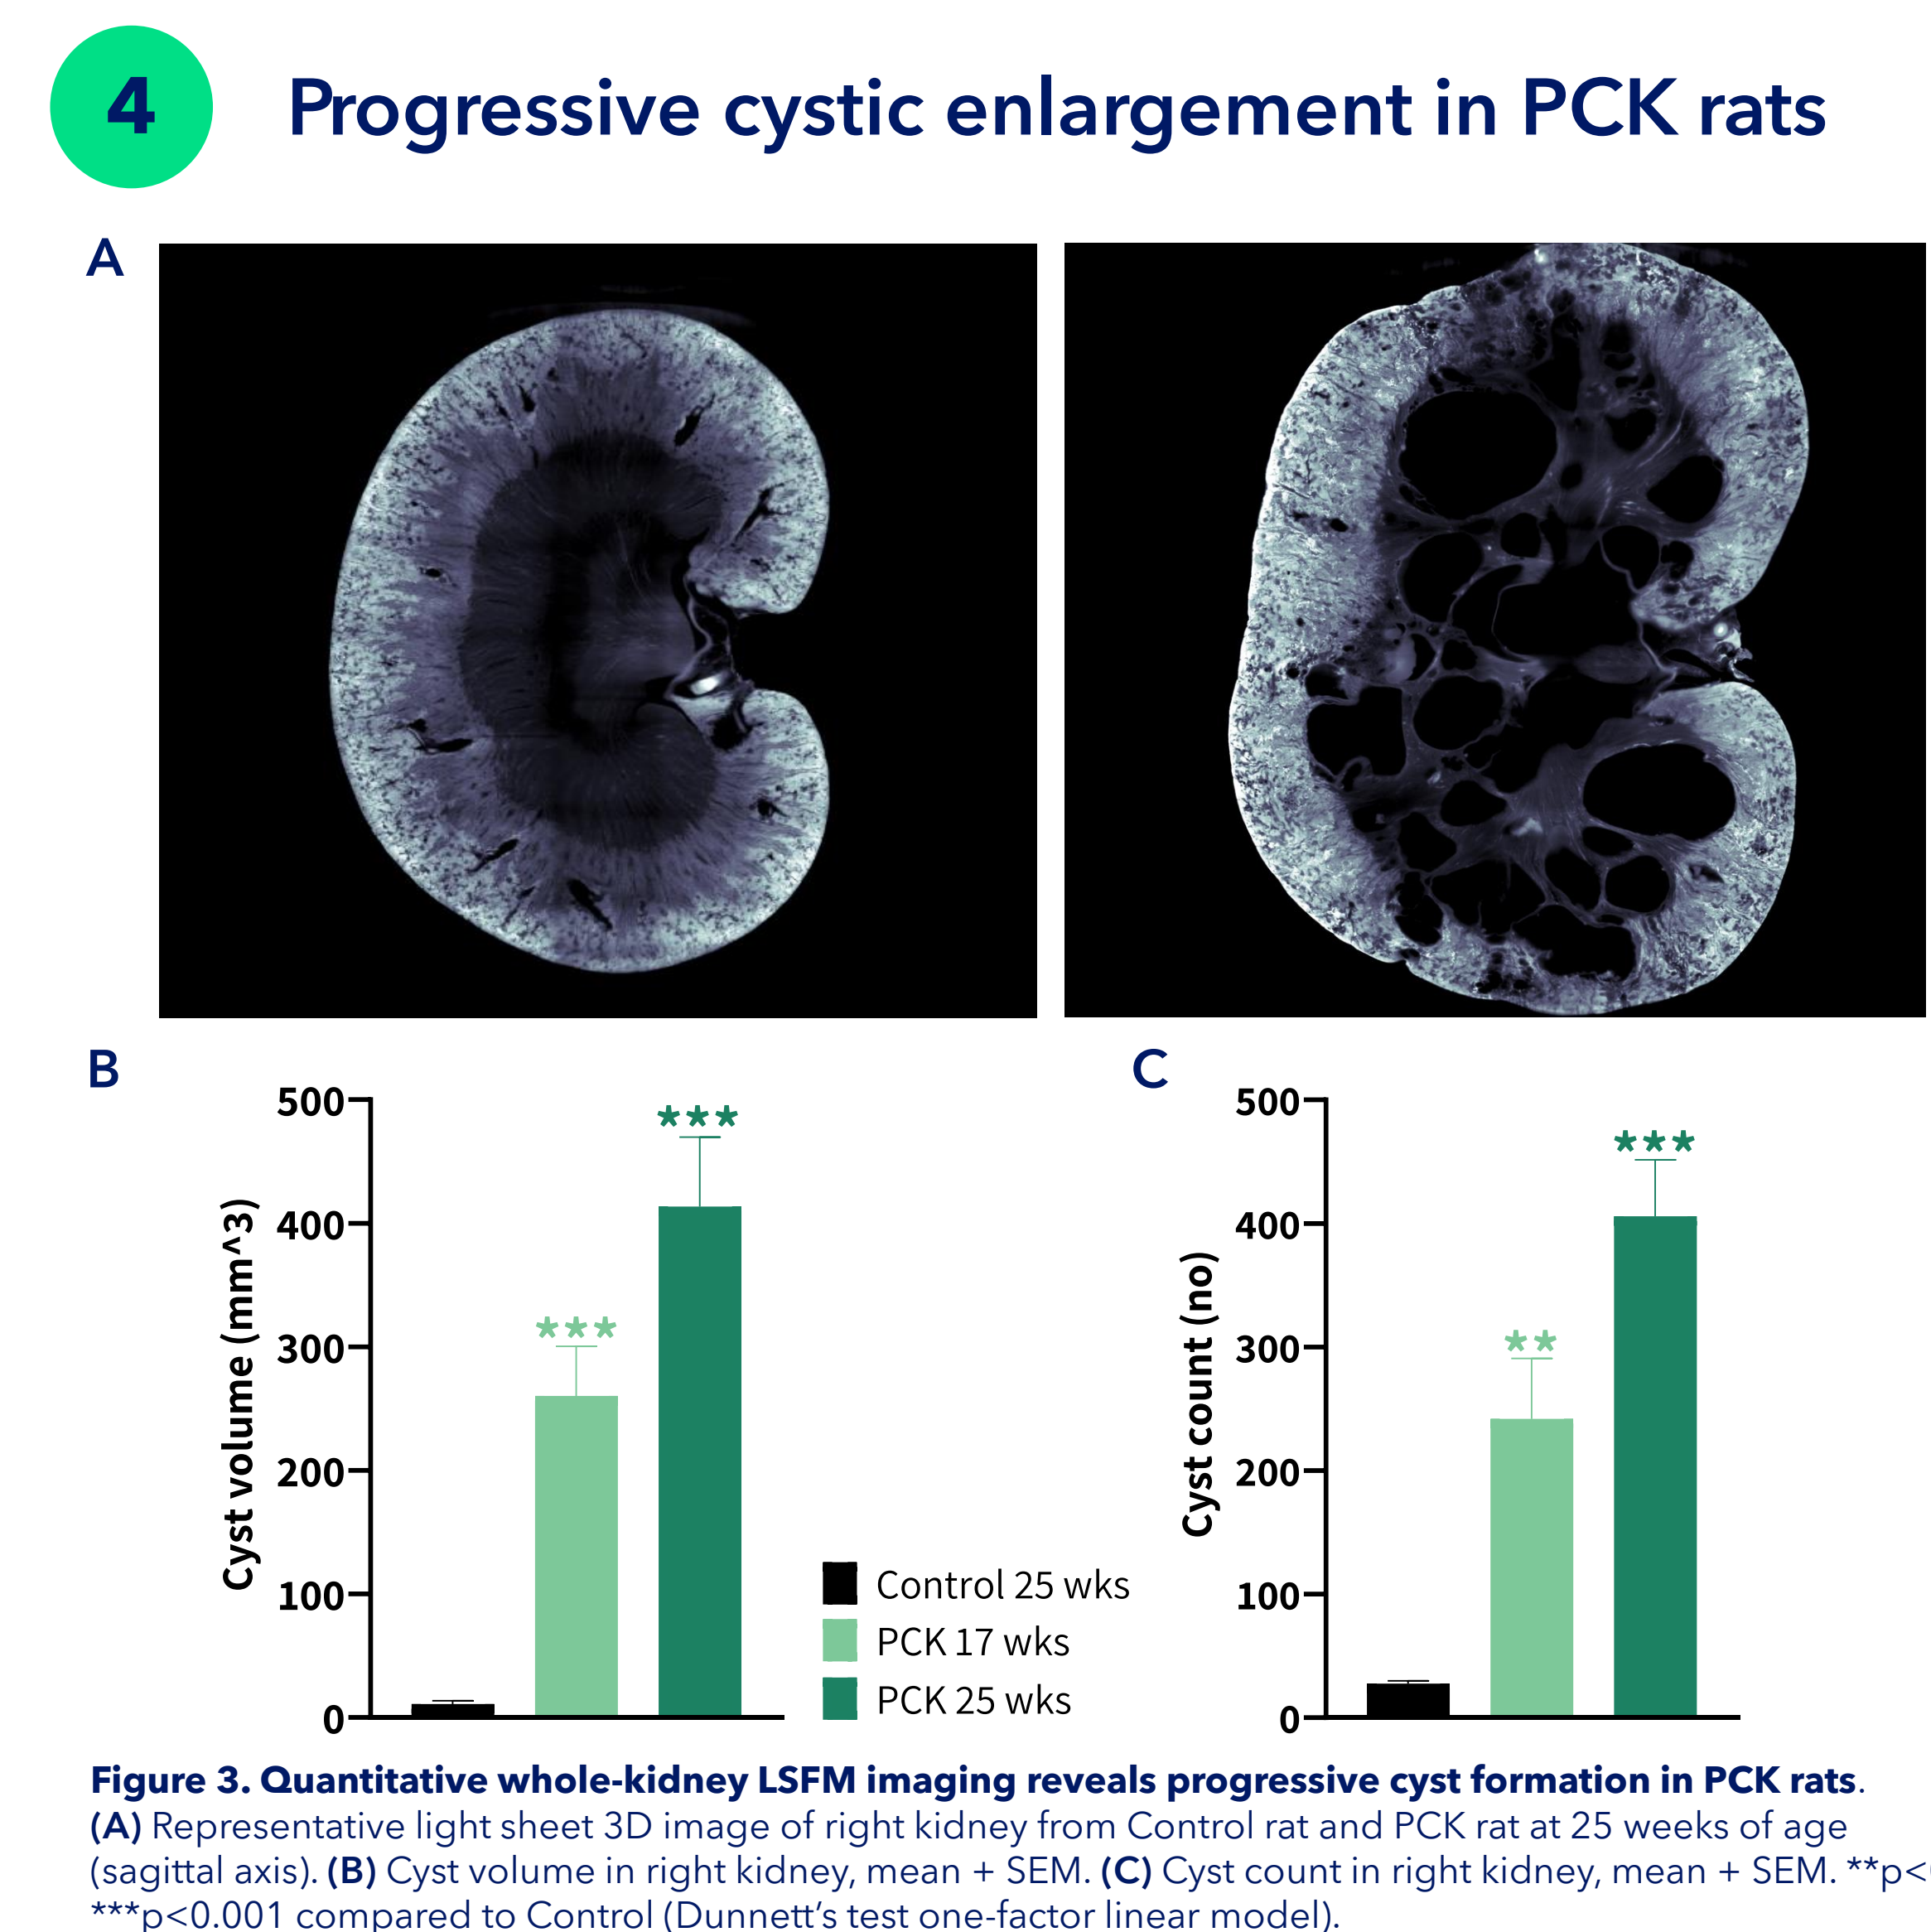 4
Progressive cystic enlargement in PCK rats
A
B
500
400
300
200
100
0
Cyst volume (mm^3)
***
***
Control 25 wks
PCK 17 wks
PCK 25 wks
C
500
400
300
200
100
0
Cyst count (no)
**
***
Figure 3. Quantitative whole-kidney LSFM imaging reveals progressive cyst formation in PCK rats.
(A) Representative light sheet 3D image of right kidney from Control rat and PCK rat at 25 weeks of age
(sagittal axis). (B) Cyst volume in right kidney, mean + SEM. (C) Cyst count in right kidney, mean + SEM. **p<
***p<0.001 compared to Control (Dunnett’s test one-factor linear model).